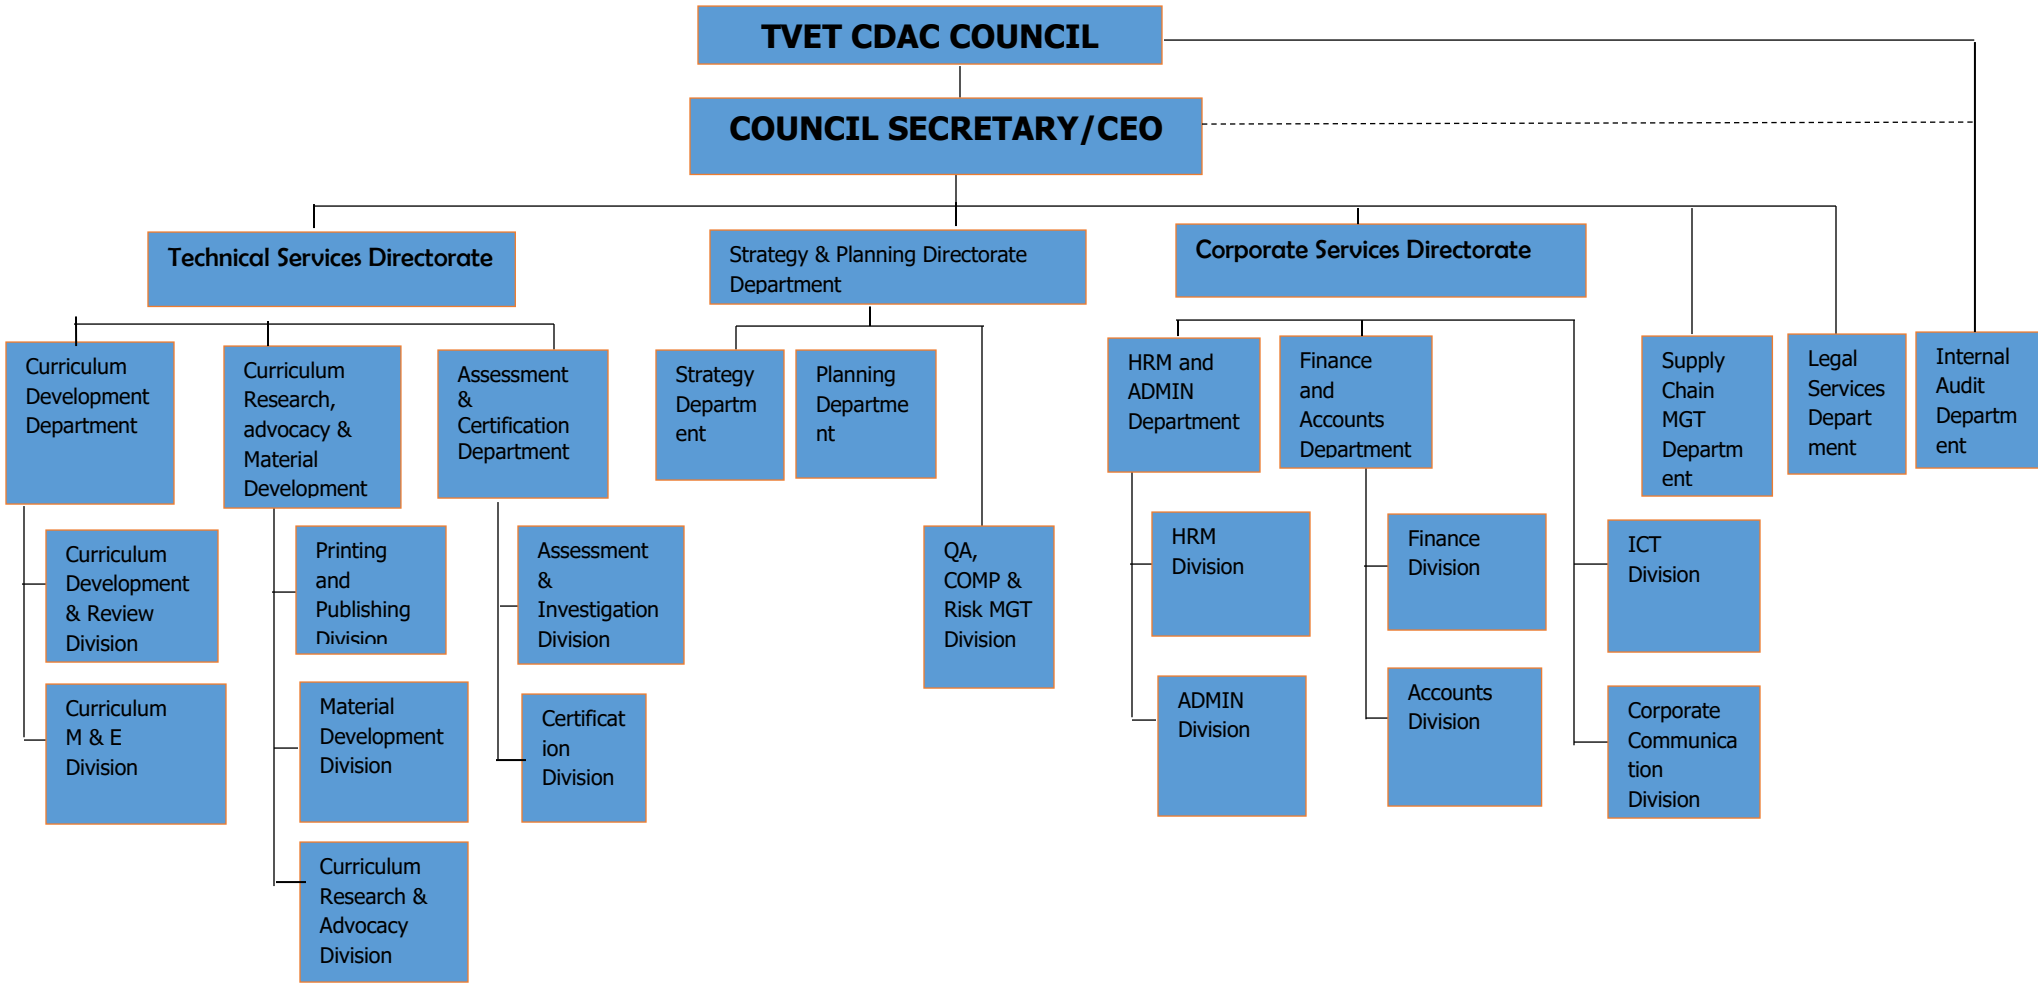 TVET CDAC COUNCIL
COUNCIL SECRETARY/CEO
Technical Services Directorate
Strategy & Planning Directorate
Department
Corporate Services Directorate
Curriculum
Development
Department
Curriculum
Research,
advocacy &
Material
Development
Assessment
&
Certification
Department
Strategy
Departm
ent
Planning
Departme
nt
HRM and
ADMIN
Department
Finance
and
Accounts
Department
Supply
Chain
MGT
Departm
ent
Legal
Services
Depart
ment
Internal
Audit
Departm
ent
Curriculum
Development
& Review
Division
Printing
and
Publishing
Division
Assessment
&
Investigation
Division
QA,
COMP &
Risk MGT
Division
HRM
Division
Finance
Division
ICT
Division
Curriculum
M & E
Division
Material
Development
Division
Certificat
ion
Division
ADMIN
Division
Accounts
Division
Corporate
Communica
tion
Division
Curriculum
Research &
Advocacy
Division